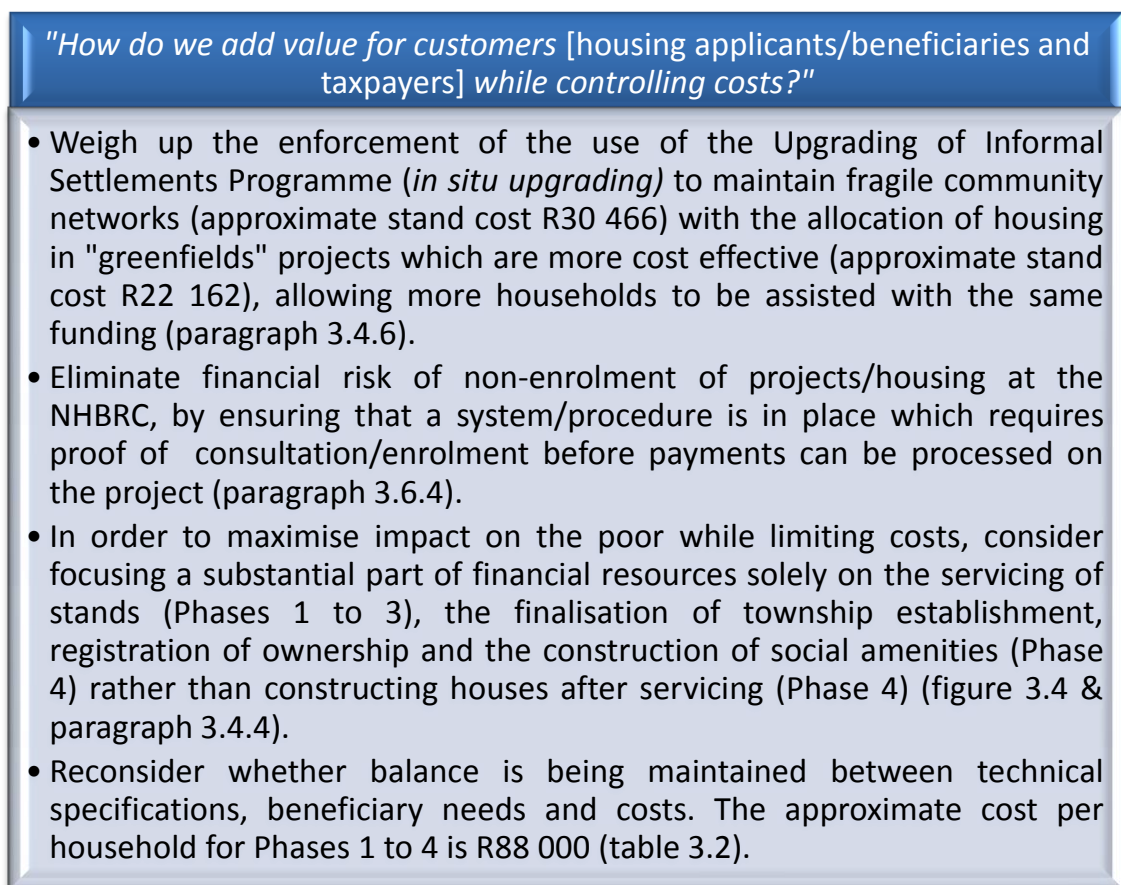 "How do we add value for customers [housing applicants/beneficiaries and
taxpayers] while controlling costs?"
• Weigh up the enforcement of the use of the Upgrading of Informal
Settlements Programme (in situ upgrading) to maintain fragile community
networks (approximate stand cost R30 466) with the allocation of housing
in "greenfields" projects which are more cost effective (approximate stand
cost R22 162), allowing more households to be assisted with the same
funding (paragraph 3.4.6).
• Eliminate financial risk of non-enrolment of projects/housing at the
NHBRC, by ensuring that a system/procedure is in place which requires
proof of consultation/enrolment before payments can be processed on
the project (paragraph 3.6.4).
• In order to maximise impact on the poor while limiting costs, consider
focusing a substantial part of financial resources solely on the servicing of
stands (Phases 1 to 3), the finalisation of township establishment,
registration of ownership and the construction of social amenities (Phase
4) rather than constructing houses after servicing (Phase 4) (figure 3.4 &
paragraph 3.4.4).
• Reconsider whether balance is being maintained between technical
specifications, beneficiary needs and costs. The approximate cost per
household for Phases 1 to 4 is R88 000 (table 3.2).